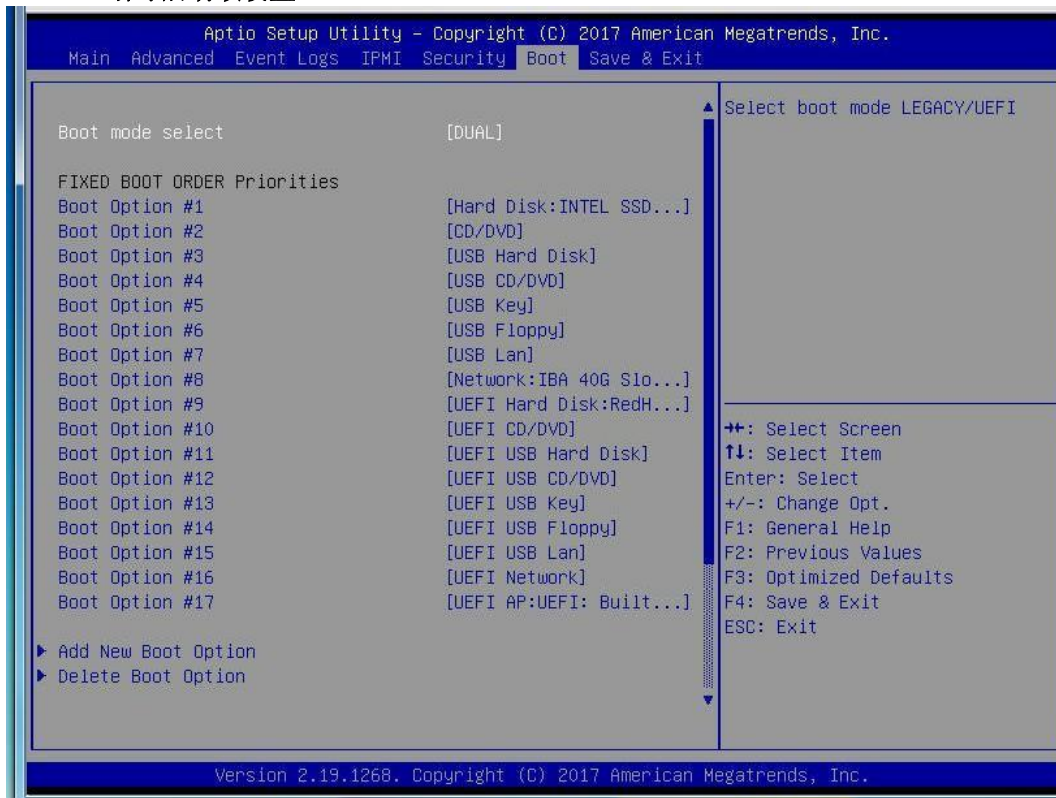 Aptio Setup Utility – Copyright (C) 2017 American Megatrends, Inc.
Main Advanced Event Logs IPMI Security Boot Save & Exit
Boot mode select [DUAL]
FIXED BOOT ORDER Priorities
Boot Option #1 [Hard Disk:INTEL SSD...]
Boot Option #2 [CD/DVD]
Boot Option #3 [USB Hard Disk]
Boot Option #4 [USB CD/DVD]
Boot Option #5 [USB Key]
Boot Option #6 [USB Floppy]
Boot Option #7 [USB Lan]
Boot Option #8 [Network:IBA 40G Slo...]
Boot Option #9 [UEFI Hard Disk:RedH...]
Boot Option #10 [UEFI CD/DVD]
Boot Option #11 [UEFI USB Hard Disk]
Boot Option #12 [UEFI USB CD/DVD]
Boot Option #13 [UEFI USB Key]
Boot Option #14 [UEFI USB Floppy]
Boot Option #15 [UEFI USB Lan]
Boot Option #16 [UEFI Network]
Boot Option #17 [UEFI AP:UEFI: Built...]
Add New Boot Option
Delete Boot Option
Select boot mode LEGACY/UEFI
→←: Select Screen
↑↓: Select Item
Enter: Select
+/-: Change Opt.
F1: General Help
F2: Previous Values
F3: Optimized Defaults
F4: Save & Exit
ESC: Exit
Version 2.19.1268. Copyright (C) 2017 American Megatrends, Inc.